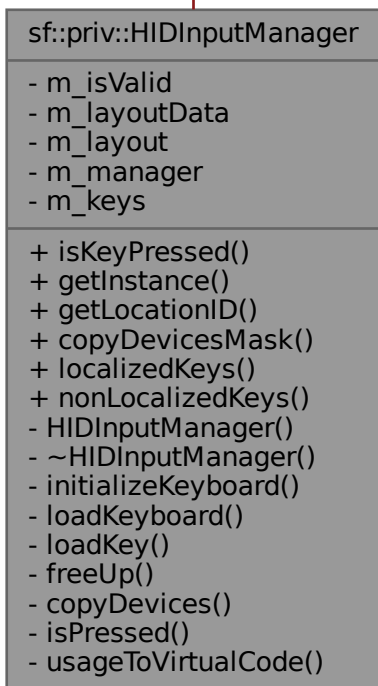 sf::priv::HIDInputManager
- m_isValid
- m_layoutData
- m_layout
- m_manager
- m_keys
+ isKeyPressed()
+ getInstance()
+ getLocationID()
+ copyDevicesMask()
+ localizedKeys()
+ nonLocalizedKeys()
- HIDInputManager()
- ~HIDInputManager()
- initializeKeyboard()
- loadKeyboard()
- loadKey()
- freeUp()
- copyDevices()
- isPressed()
- usageToVirtualCode()